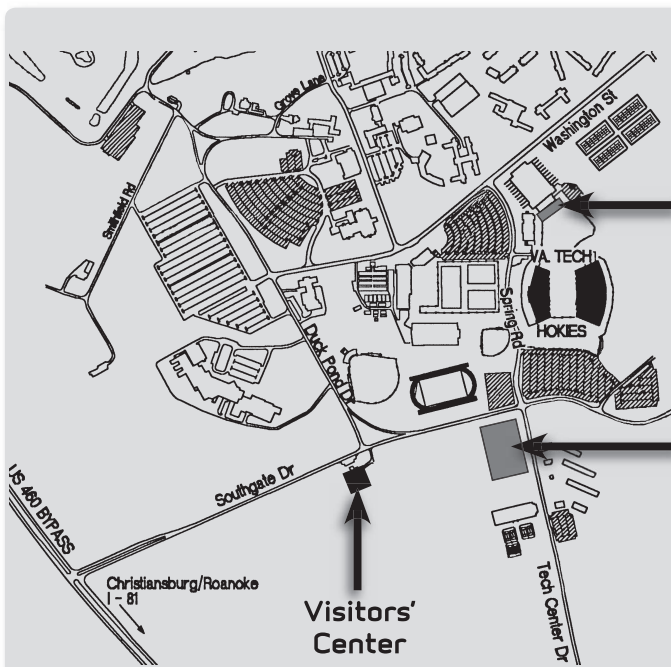 Grove Lane
Washington St
Smithfield Rd
VA. TECH
Spring Rd
HOKIES
Duck Pond Dr
Southgate Dr
US 460 BYPASS
Christiansburg/Roanoke
I - 81
Tech Center Dr
Visitors'
Center